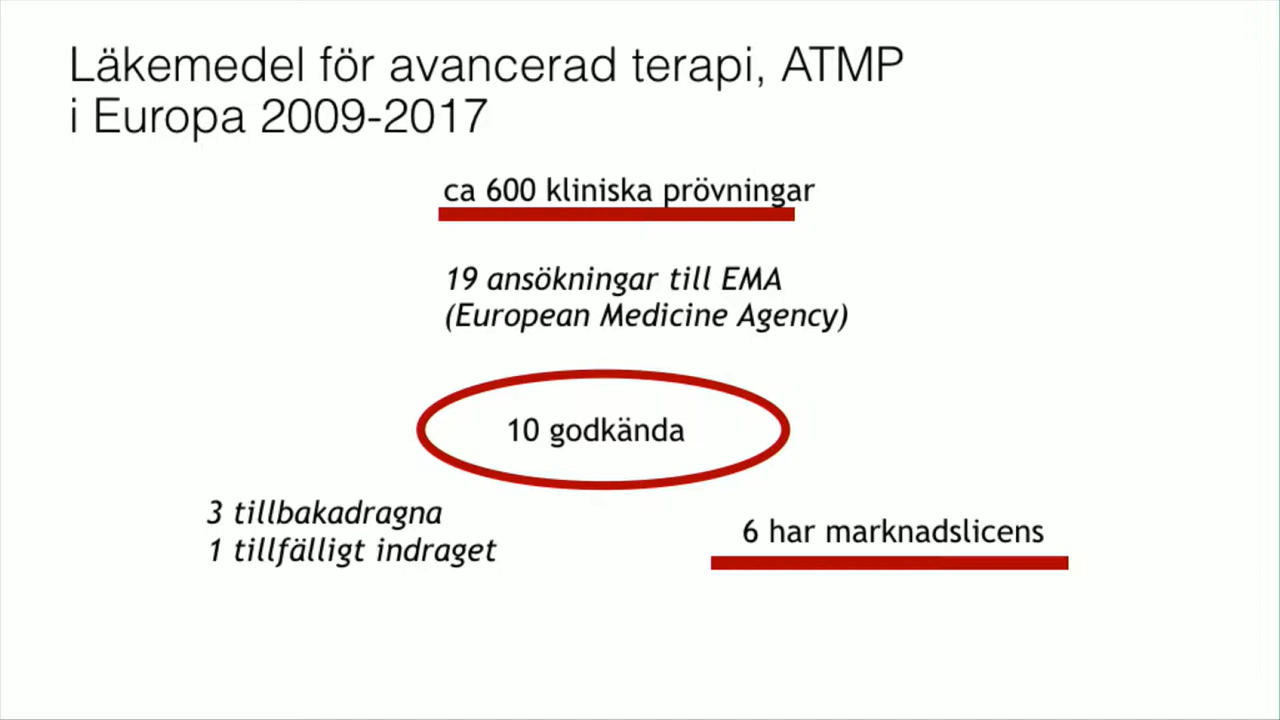 Läkemedel för avancerad terapi, ATMP
i Europa 2009-2017
ca 600 kliniska prövningar
19 ansökningar till EMA
(European Medicine Agency)
10 godkända
3 tillbakadragna
1 tillfälligt indraget
6 har marknadslicens